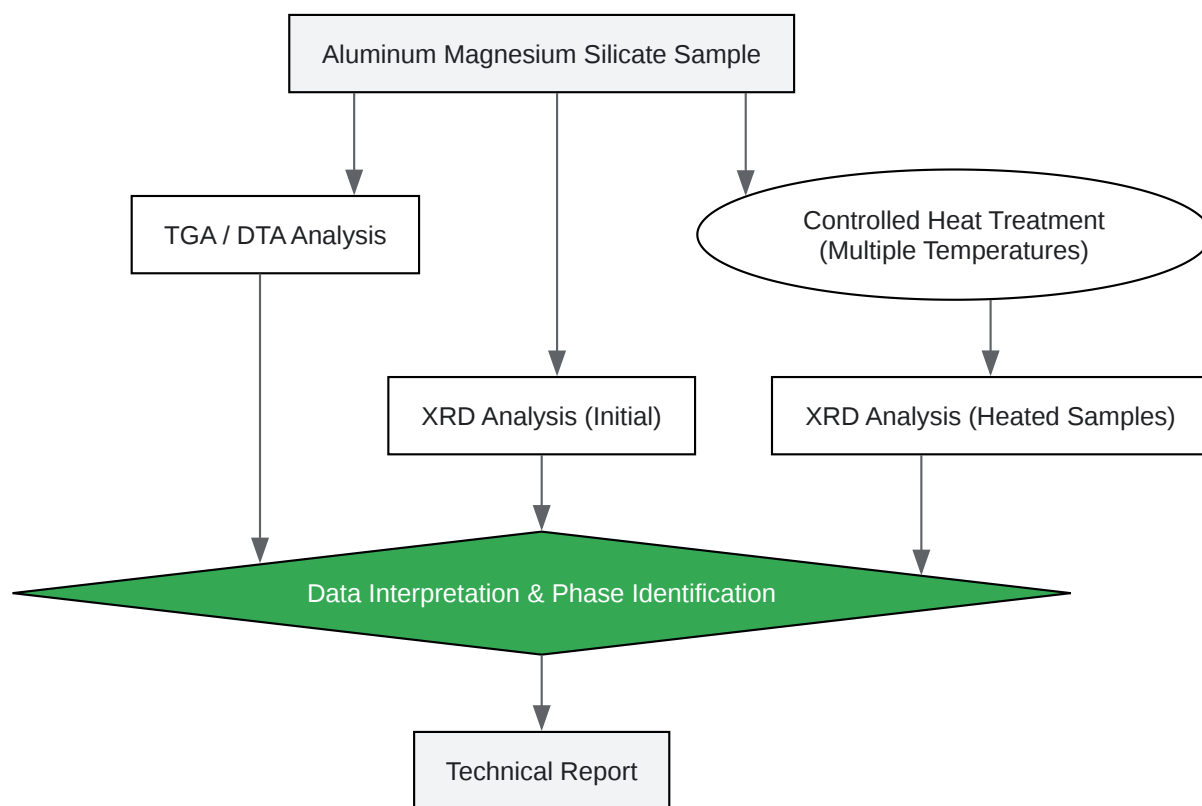 Aluminum Magnesium Silicate Sample
TGA / DTA Analysis
Controlled Heat Treatment
(Multiple Temperatures)
XRD Analysis (Initial)
XRD Analysis (Heated Samples)
Data Interpretation & Phase Identification
Technical Report